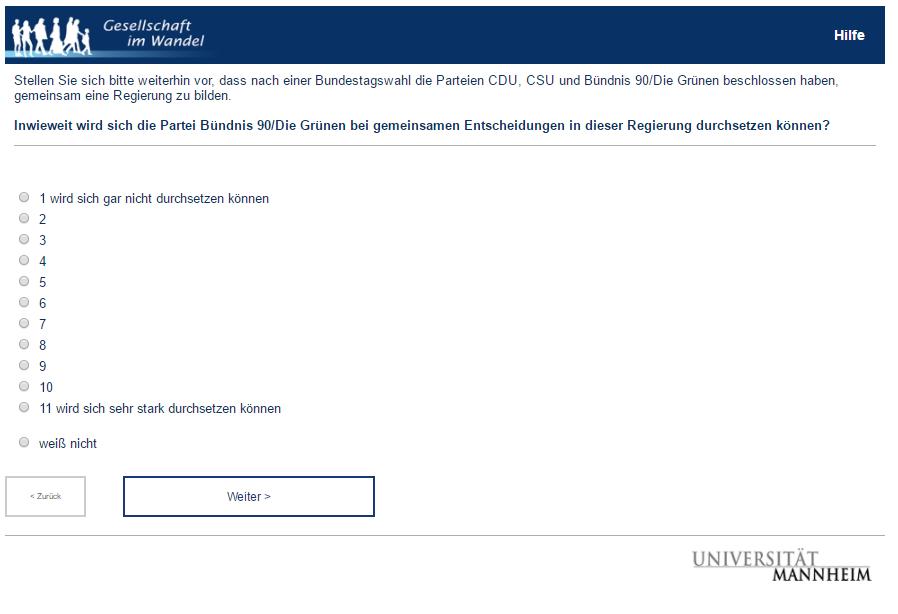 Gesellschaft
im Wandel
Hilfe
Stellen Sie sich bitte weiterhin vor, dass nach einer Bundestagswahl die Parteien CDU, CSU und Bündnis 90/Die Grünen beschlossen haben,
gemeinsam eine Regierung zu bilden.
Inwieweit wird sich die Partei Bündnis 90/Die Grünen bei gemeinsamen Entscheidungen in dieser Regierung durchsetzen können?
1 wird sich gar nicht durchsetzen können
2
3
4
5
6
7
8
9
10
11 wird sich sehr stark durchsetzen können
weiß nicht
< Zurück
Weiter >
UNIVERSITÄT
MANNHEIM